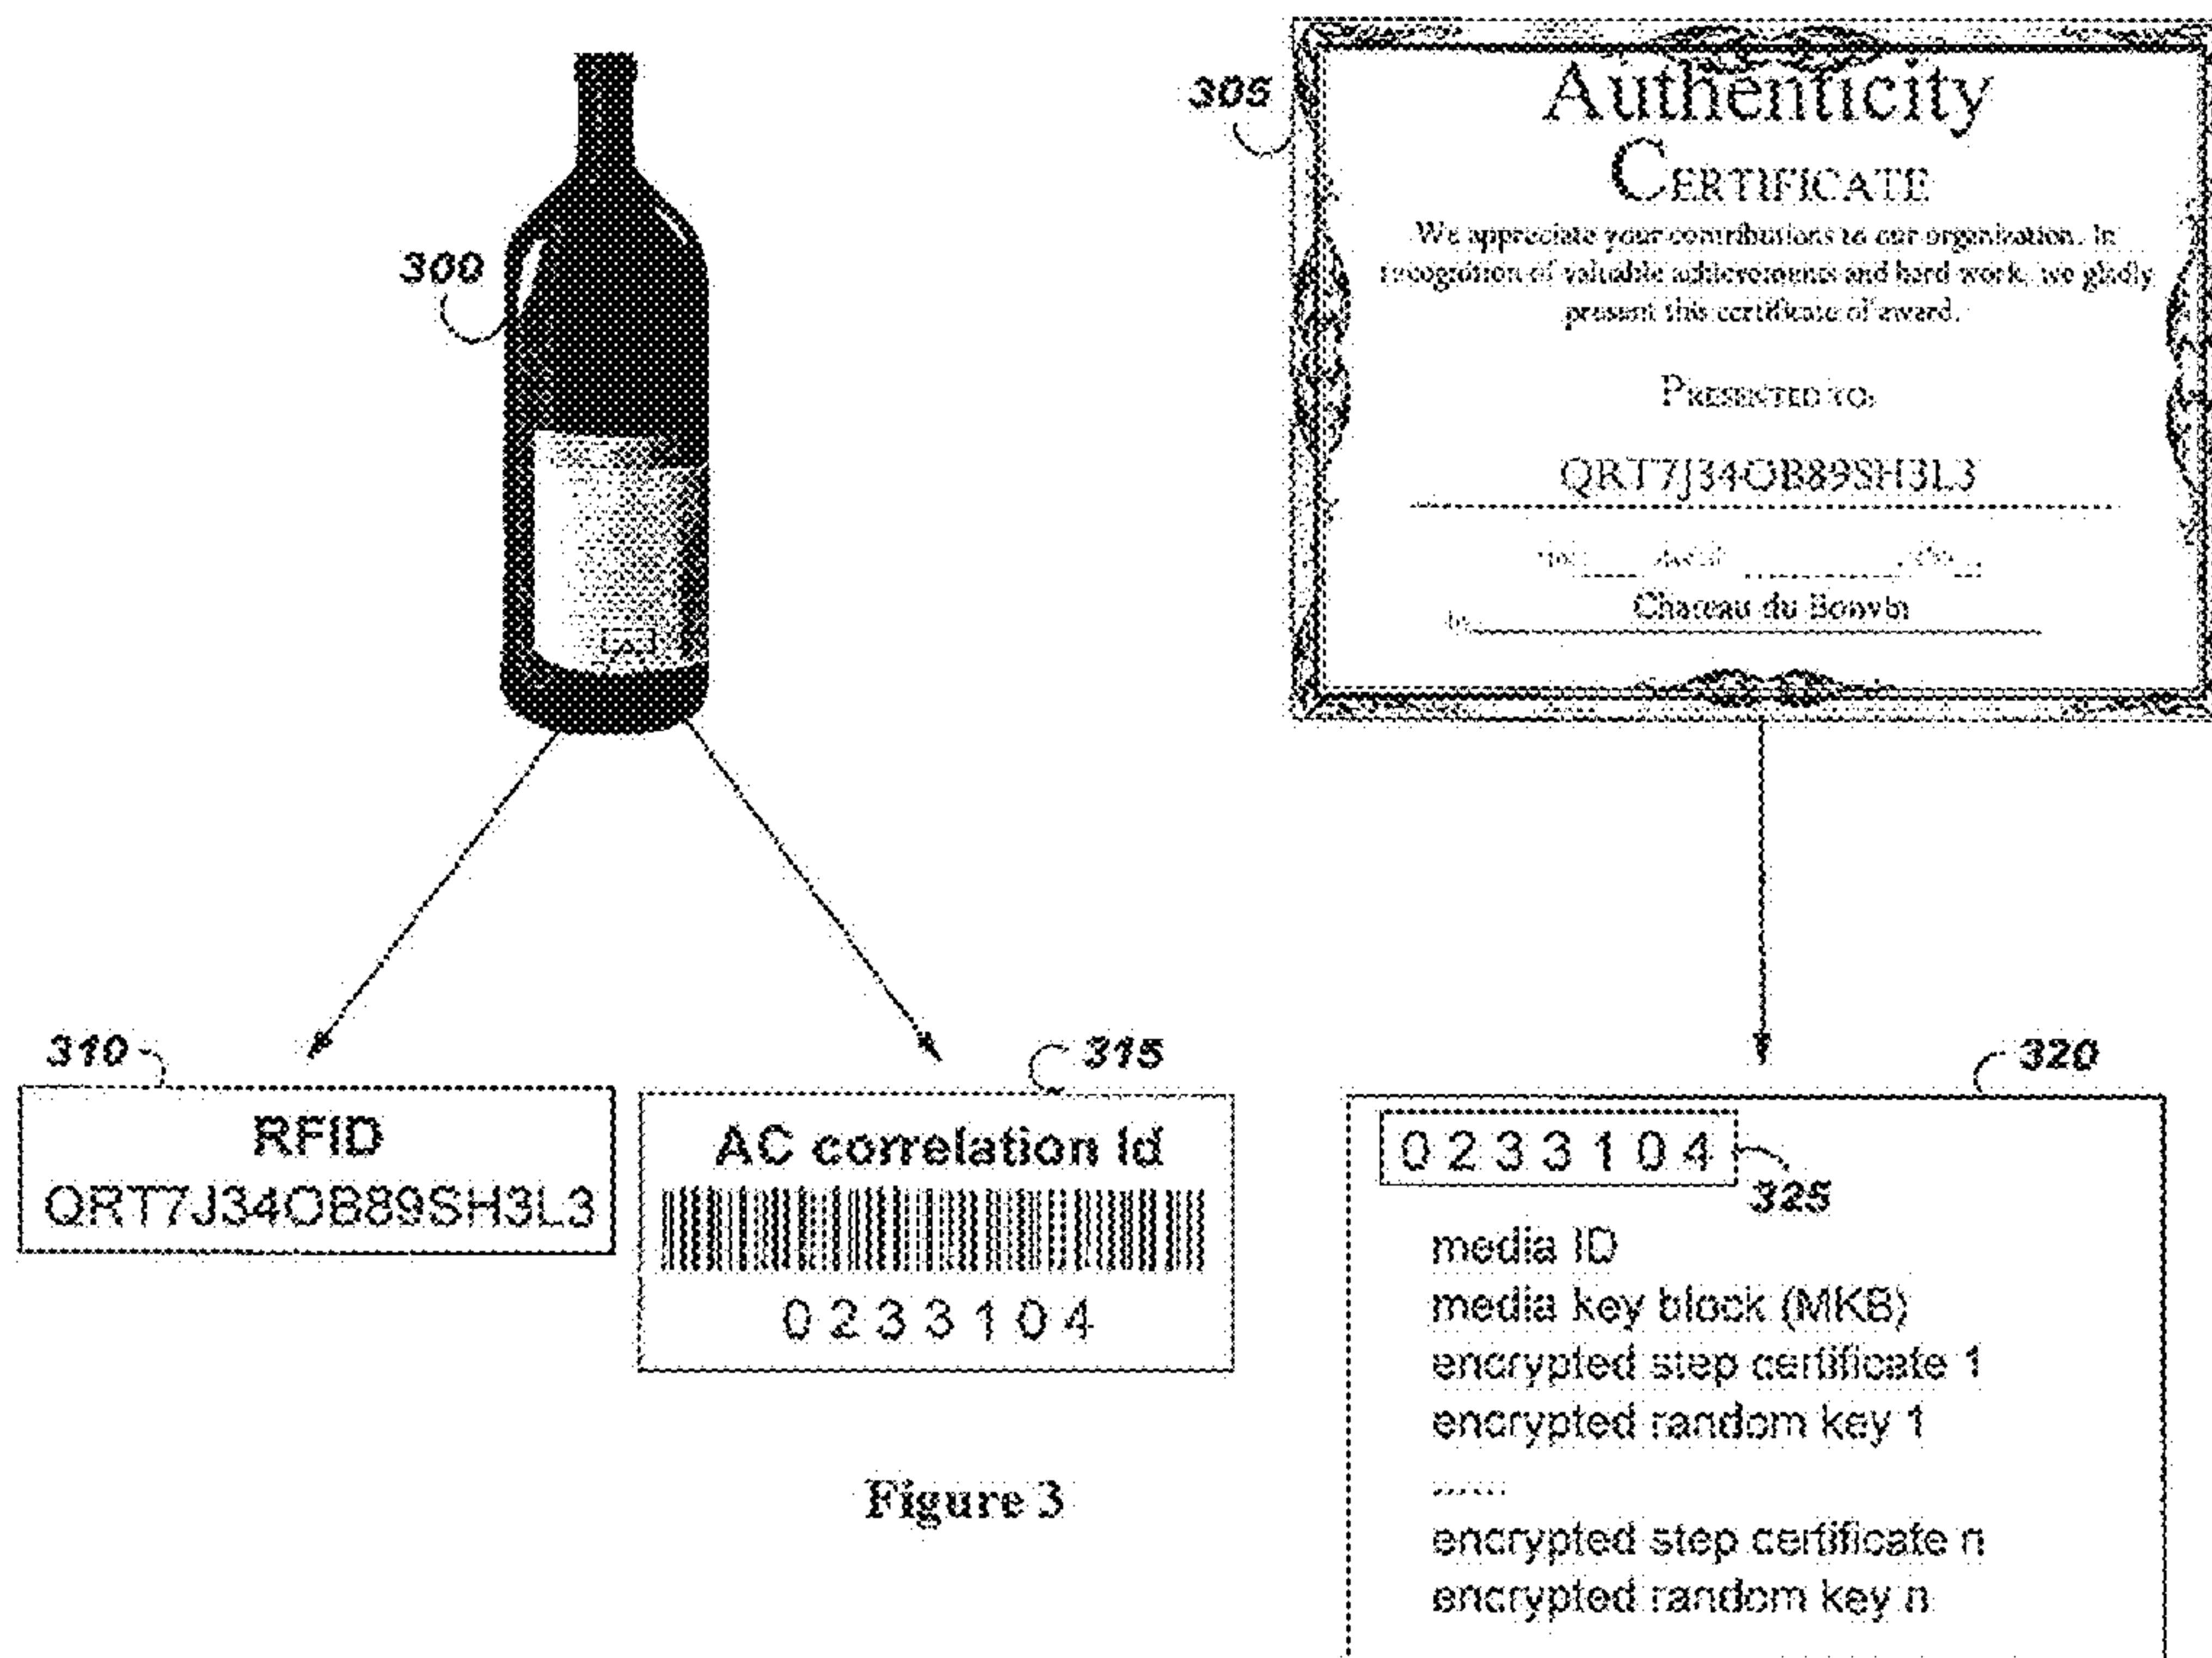 305
Authenticity
CERTIFICATE
We appreciate your contributions to our organization. In
recognition of valuable achievements and hard work, we gladly
present this certificate of award.
PRESENTED TO:
QRT7J34OB89SH3L3
Chateau du Bonvin
by
300
310
RFID
QRT7J34OB89SH3L3
315
AC correlation Id
0 2 3 3 1 0 4
320
0 2 3 3 1 0 4
325
media ID
media key block (MKB)
encrypted step certificate 1
encrypted random key 1
......
encrypted step certificate n
encrypted random key n
Figure 3